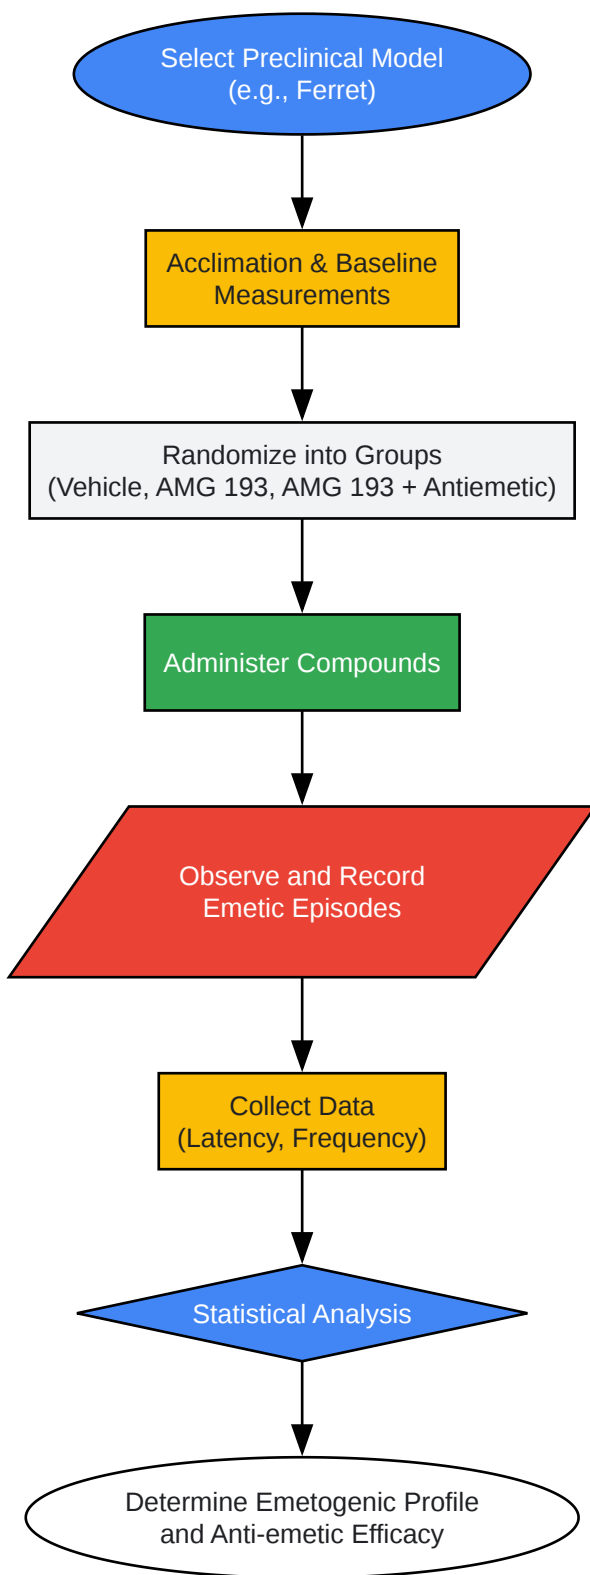 Select Preclinical Model
(e.g., Ferret)
Acclimation & Baseline
Measurements
Randomize into Groups
(Vehicle, AMG 193, AMG 193 + Antiemetic)
Administer Compounds
Observe and Record
Emetic Episodes
Collect Data
(Latency, Frequency)
Statistical Analysis
Determine Emetogenic Profile
and Anti-emetic Efficacy